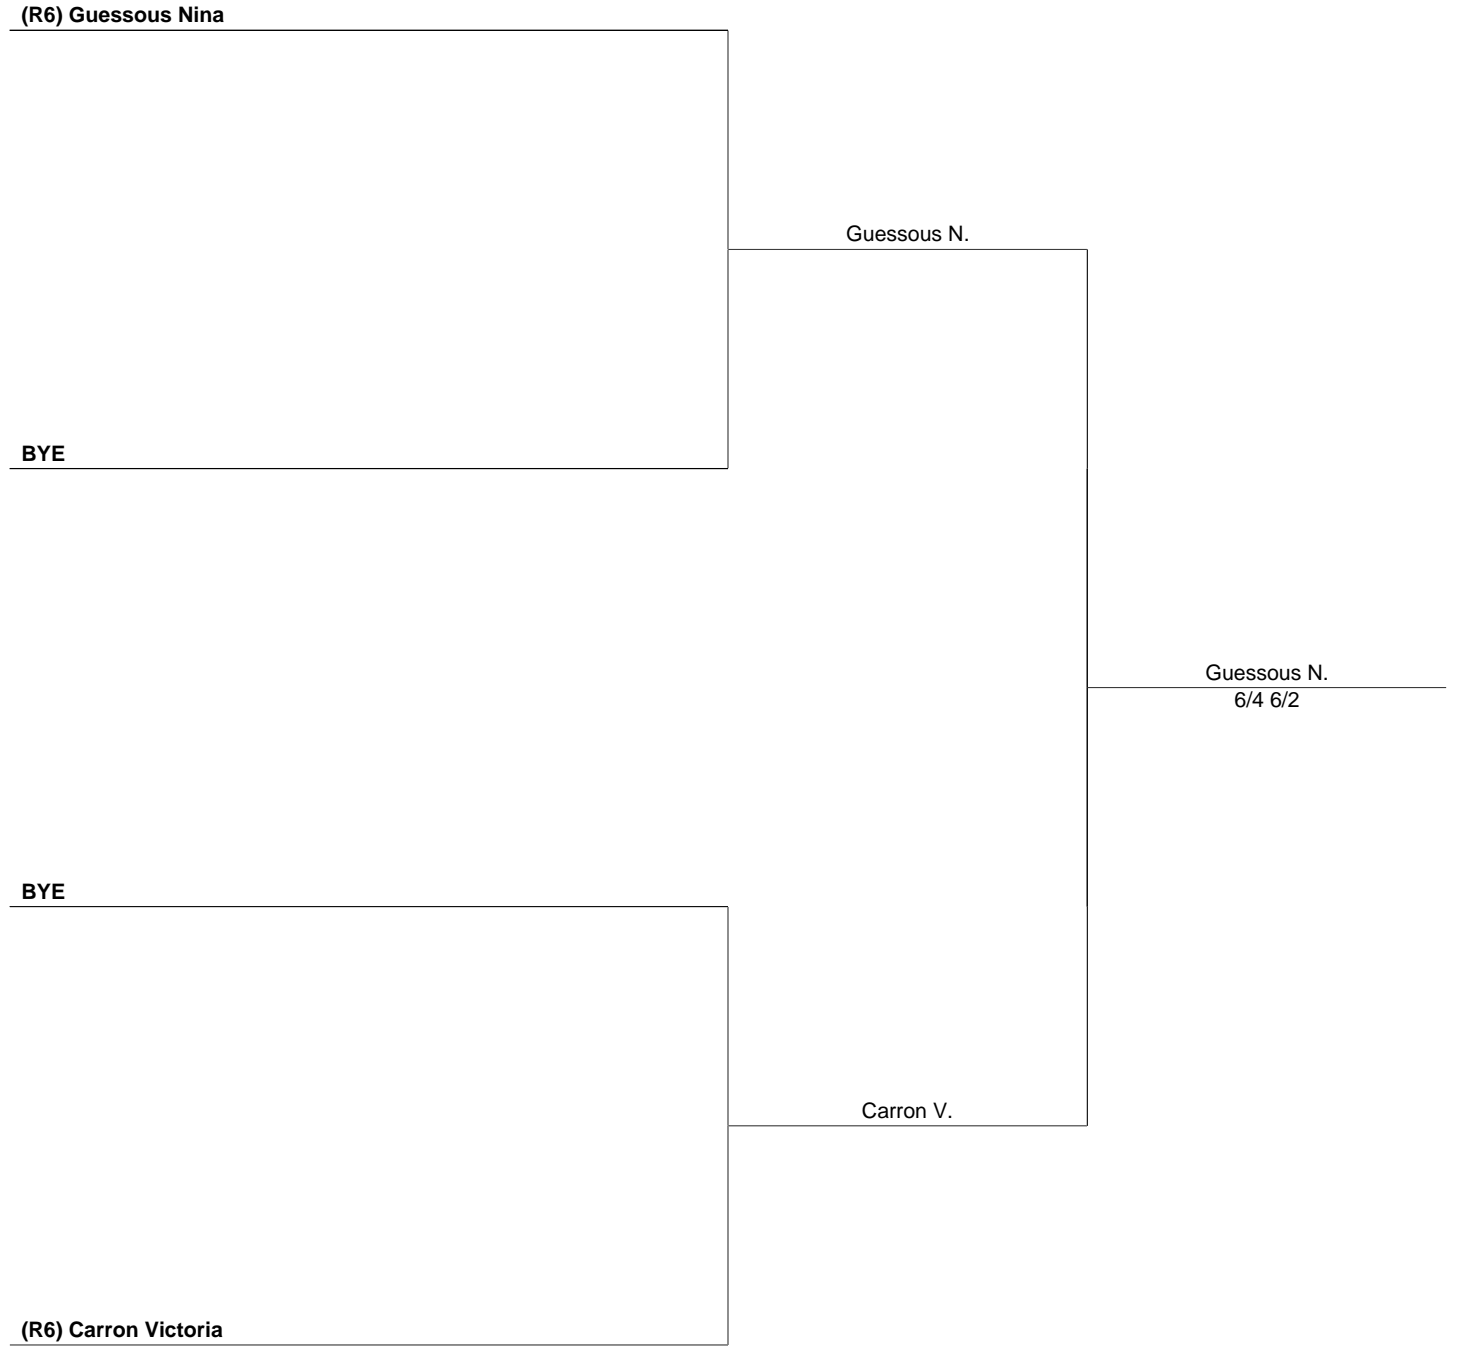 (R6) Guessous Nina
Guessous N.
BYE
Guessous N.
6/4 6/2
BYE
Carron V.
(R6) Carron Victoria